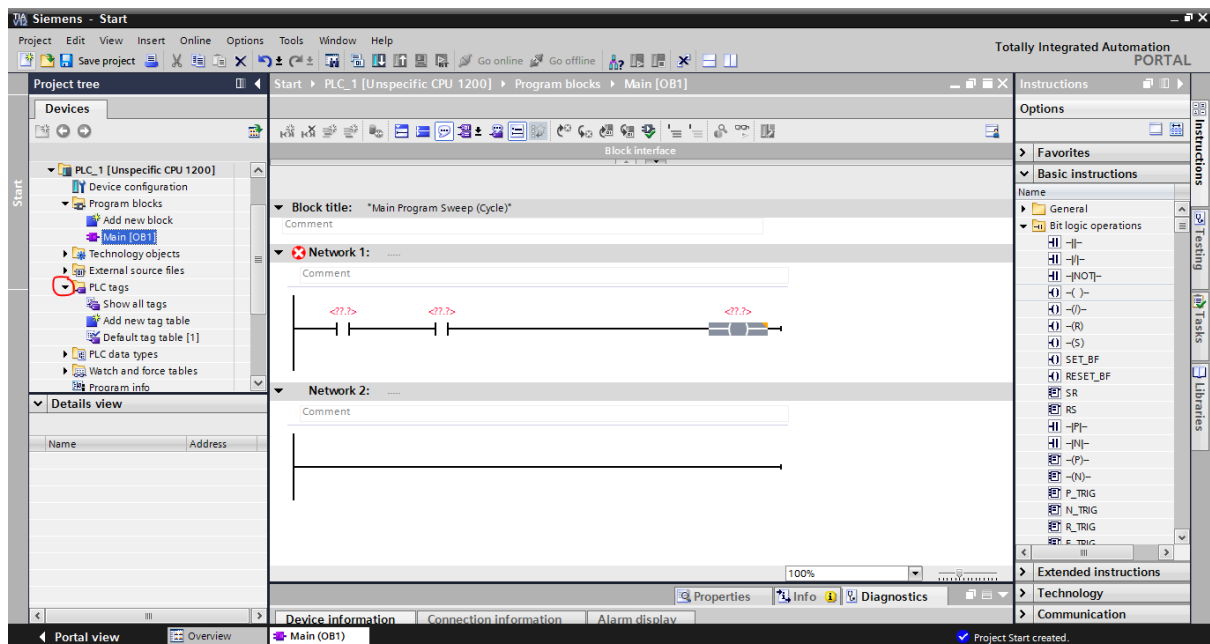 Siemens - Start
Project Edit View Insert Online Options Tools Window Help
Totally Integrated Automation
PORTAL
Save project Go online Go offline
Project tree
Devices
PLC_1 [Unspecific CPU 1200]
Device configuration
Program blocks
Add new block
Main [OB1]
Technology objects
External source files
PLC tags
Show all tags
Add new tag table
Default tag table [1]
PLC data types
Watch and force tables
Program info
Details view
Name Address
Start
Start PLC_1 [Unspecific CPU 1200] Program blocks Main [OB1]
Block interface
Block title: "Main Program Sweep (Cycle)"
Comment
Network 1: .....
Comment
<??.?> <??.?> <??.?>
Network 2: .....
Comment
100%
Properties Info Diagnostics
Device information Connection information Alarm display
Instructions
Options
Favorites
Basic instructions
Name
General
Bit logic operations
-||-
-|/|-
-|NOT|-
-( )-
-(/)-
-(R)
-(S)
SET_BF
RESET_BF
SR
RS
-|P|-
-|N|-
-(P)-
-(N)-
P_TRIG
N_TRIG
R_TRIG
F_TRIG
Extended instructions
Technology
Communication
Instructions
Testing
Tasks
Libraries
Portal view Overview Main (OB1) Project Start created.